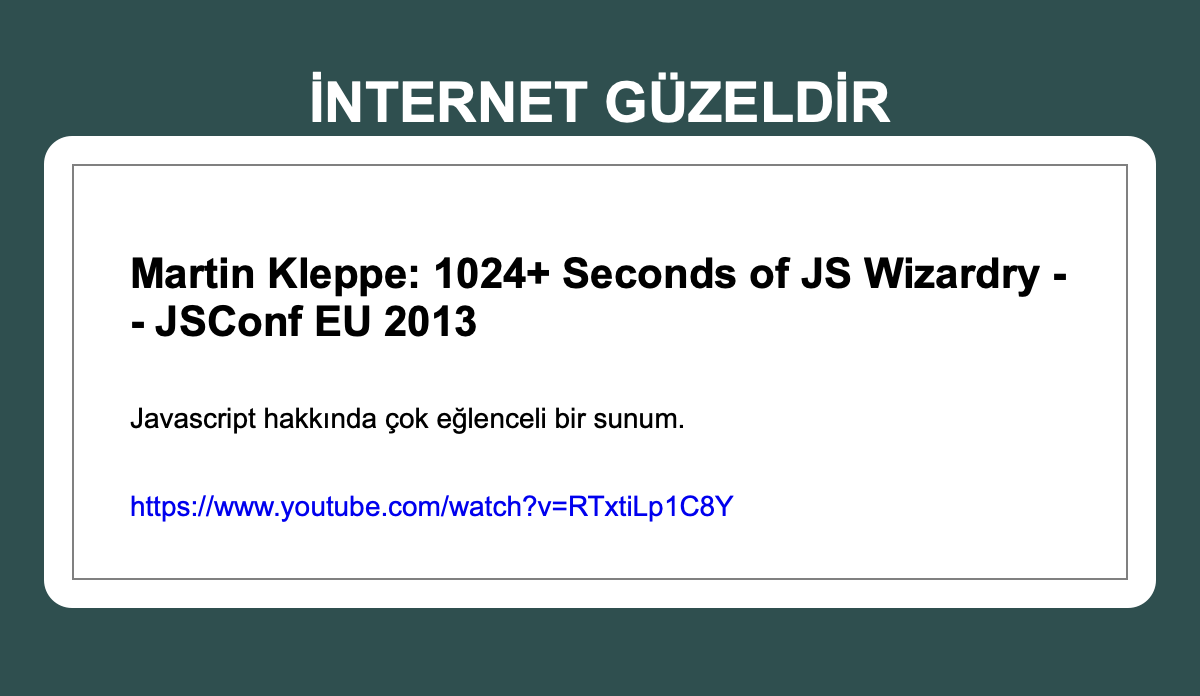 İNTERNET GÜZELDİR
Martin Kleppe: 1024+ Seconds of JS Wizardry -
- JSConf EU 2013
Javascript hakkında çok eğlenceli bir sunum.
https://www.youtube.com/watch?v=RTxtiLp1C8Y